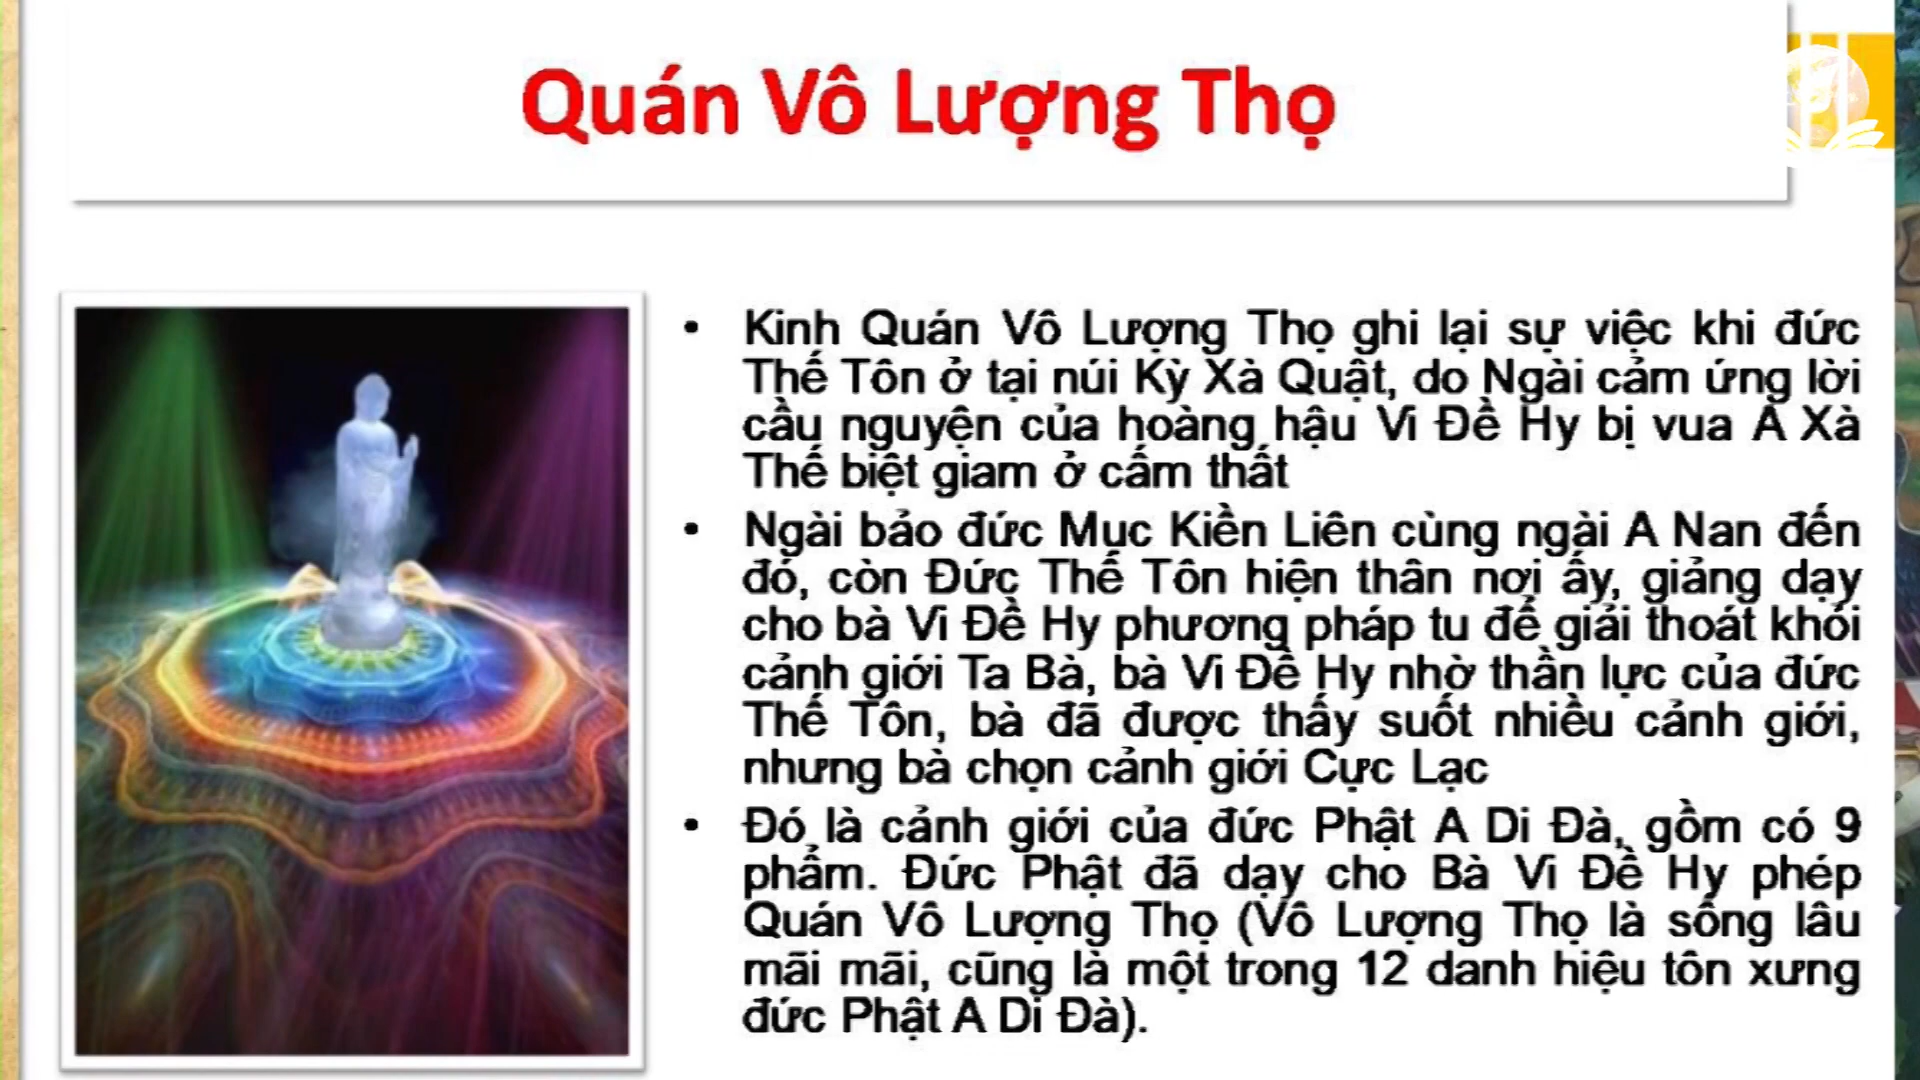 Quán Vô Lượng Thọ
• Kinh Quán Vô Lượng Thọ ghi lại sự việc khi đức
Thế Tôn ở tại núi Kỳ Xà Quật, do Ngài cảm ứng lời
cầu nguyện của hoàng hậu Vi Đề Hy bị vua A Xà
Thế biệt giam ở cấm thất
• Ngài bảo đức Mục Kiền Liên cùng ngài A Nan đến
đó, còn Đức Thế Tôn hiện thân nơi ấy, giảng dạy
cho bà Vi Đề Hy phương pháp tu để giải thoát khỏi
cảnh giới Ta Bà, bà Vi Đề Hy nhờ thần lực của đức
Thế Tôn, bà đã được thấy suốt nhiều cảnh giới,
nhưng bà chọn cảnh giới Cực Lạc
• Đó là cảnh giới của đức Phật A Di Đà, gồm có 9
phẩm. Đức Phật đã dạy cho Bà Vi Đề Hy phép
Quán Vô Lượng Thọ (Vô Lượng Thọ là sống lâu
mãi mãi, cũng là một trong 12 danh hiệu tôn xưng
đức Phật A Di Đà).